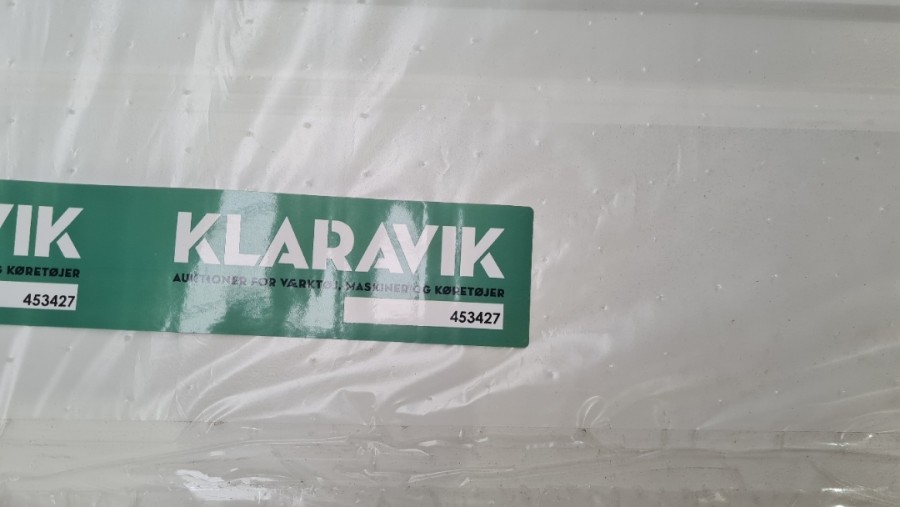 VIK
G KØRETØJER
453427
KLARAVIK
AUKTIONER FOR VÆRKTØJ, MASKINER OG KØRETØJER
453427